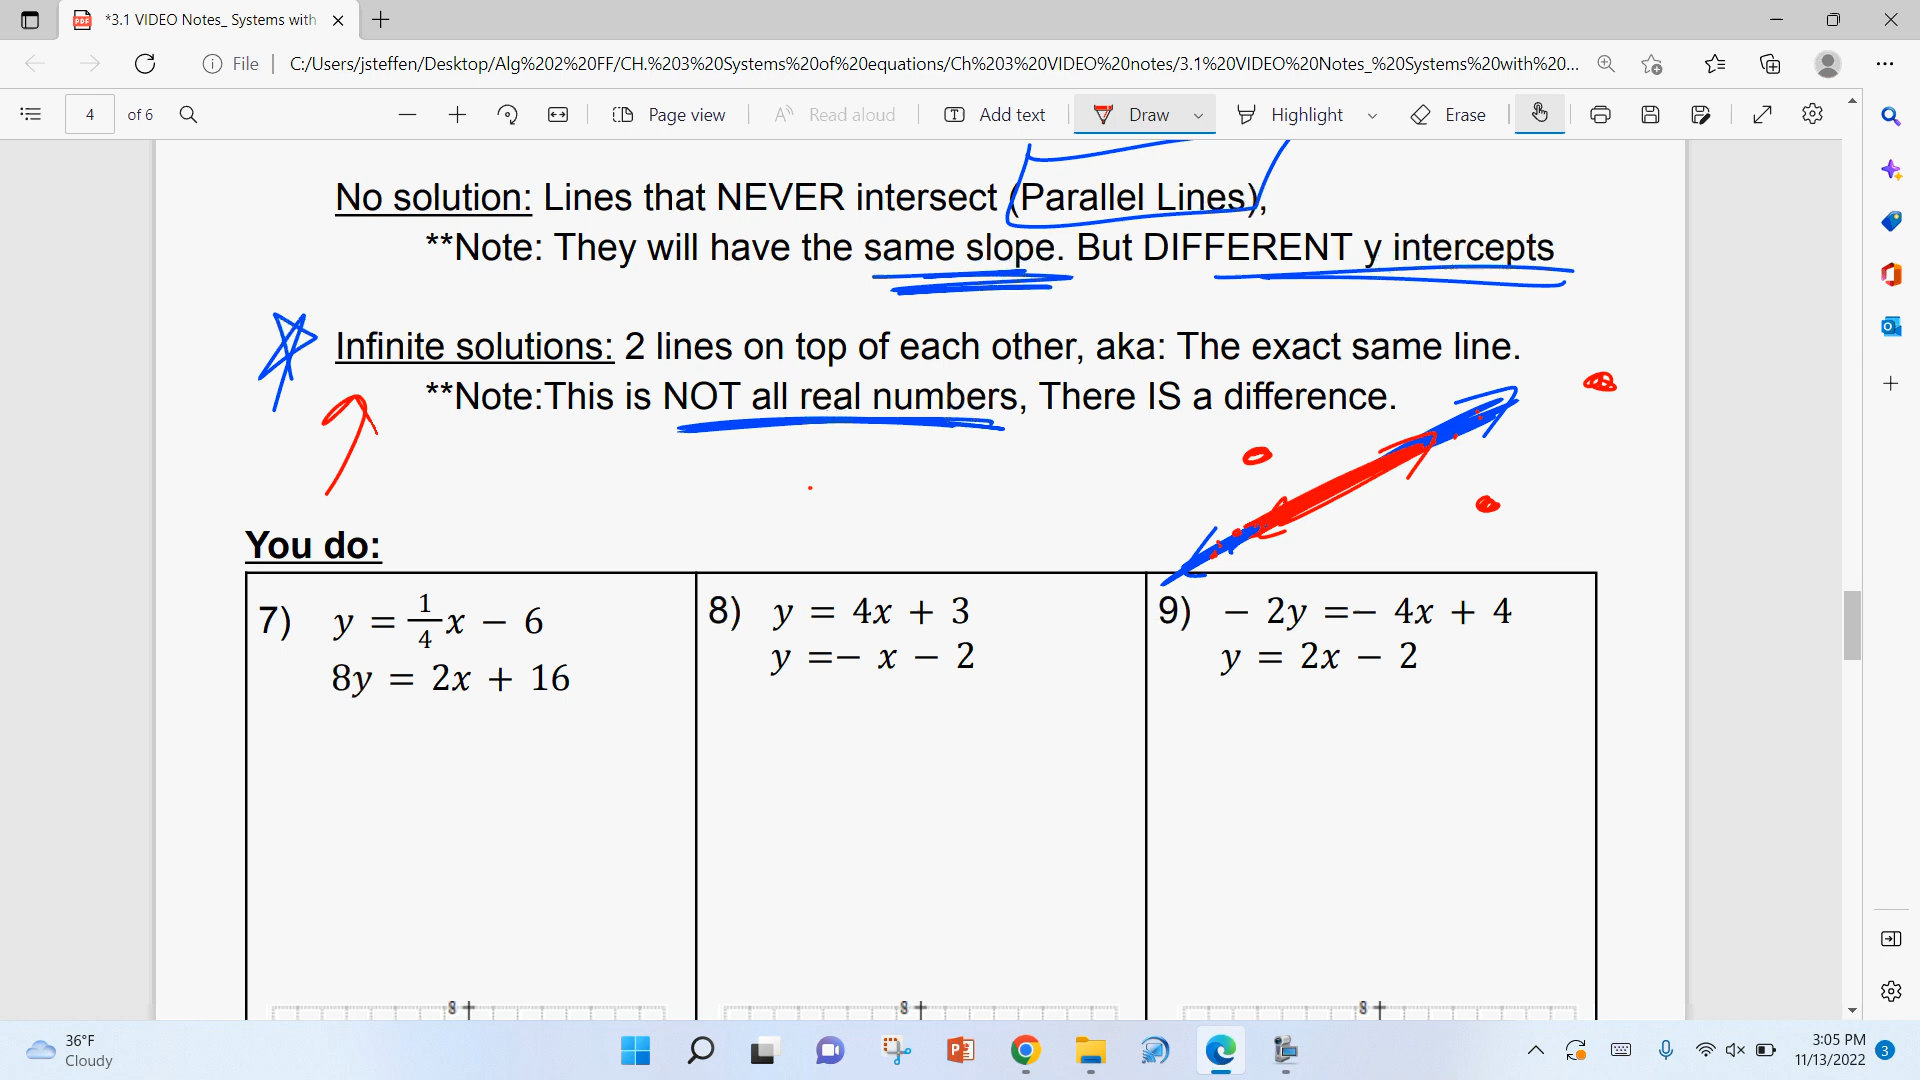 *3.1 VIDEO Notes_ Systems with
File
C:/Users/jsteffen/Desktop/Alg%202%20FF/CH.%203%20Systems%20of%20equations/Ch%203%20VIDEO%20notes/3.1%20VIDEO%20Notes_%20Systems%20with%20...
4 of 6 Page view Read aloud Add text Draw Highlight Erase
No solution: Lines that NEVER intersect (Parallel Lines),
**Note: They will have the same slope. But DIFFERENT y intercepts
Infinite solutions: 2 lines on top of each other, aka: The exact same line.
**Note:This is NOT all real numbers, There IS a difference.
You do:
7) y = 1/4 x − 6
8y = 2x + 16
8) y = 4x + 3
y =− x − 2
9) − 2y =− 4x + 4
y = 2x − 2
8 8 8
36°F
Cloudy
3:05 PM
11/13/2022
3